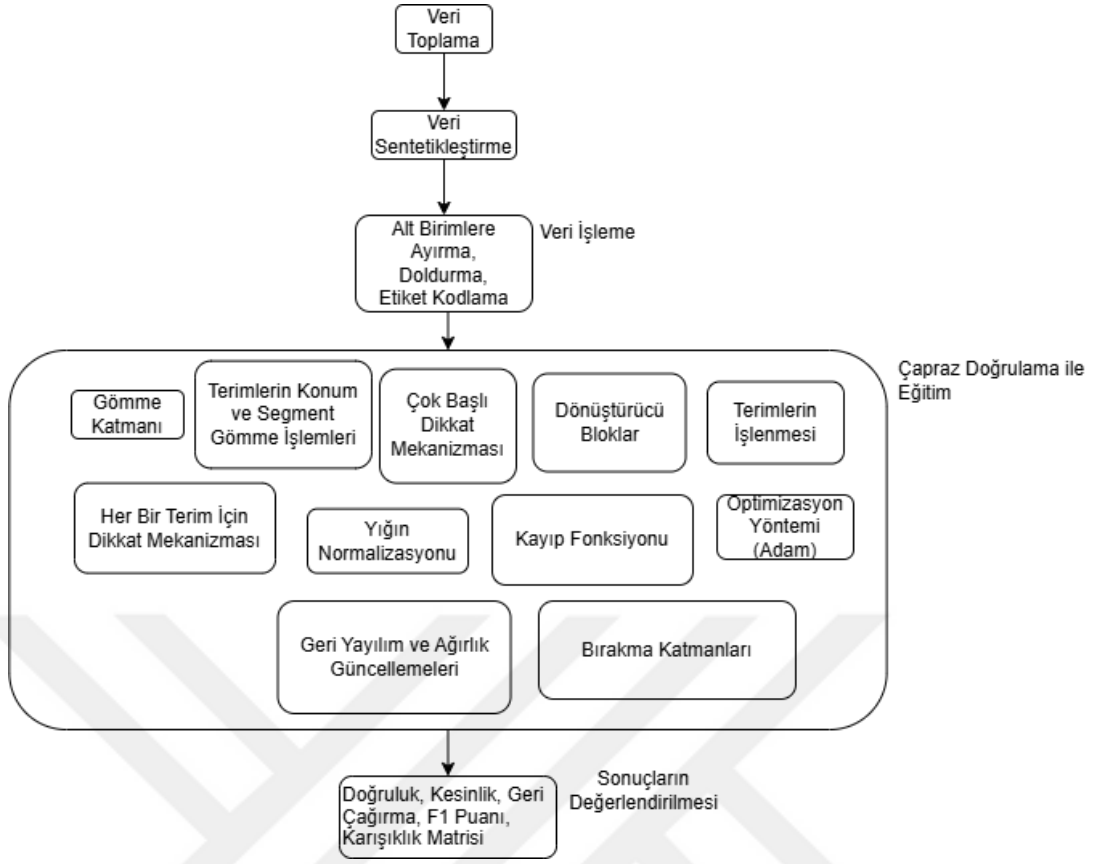 Veri
Toplama
Veri
Sentetikleştirme
Alt Birimlere
Ayırma,
Doldurma,
Etiket Kodlama
Veri İşleme
Çapraz Doğrulama ile
Eğitim
Gömme
Katmanı
Terimlerin Konum
ve Segment
Gömme İşlemleri
Çok Başlı
Dikkat
Mekanizması
Dönüştürücü
Bloklar
Terimlerin
İşlenmesi
Her Bir Terim İçin
Dikkat Mekanizması
Yığın
Normalizasyonu
Kayıp Fonksiyonu
Optimizasyon
Yöntemi
(Adam)
Geri Yayılım ve Ağırlık
Güncellemeleri
Bırakma Katmanları
Doğruluk, Kesinlik, Geri
Çağırma, F1 Puanı,
Karışıklık Matrisi
Sonuçların
Değerlendirilmesi